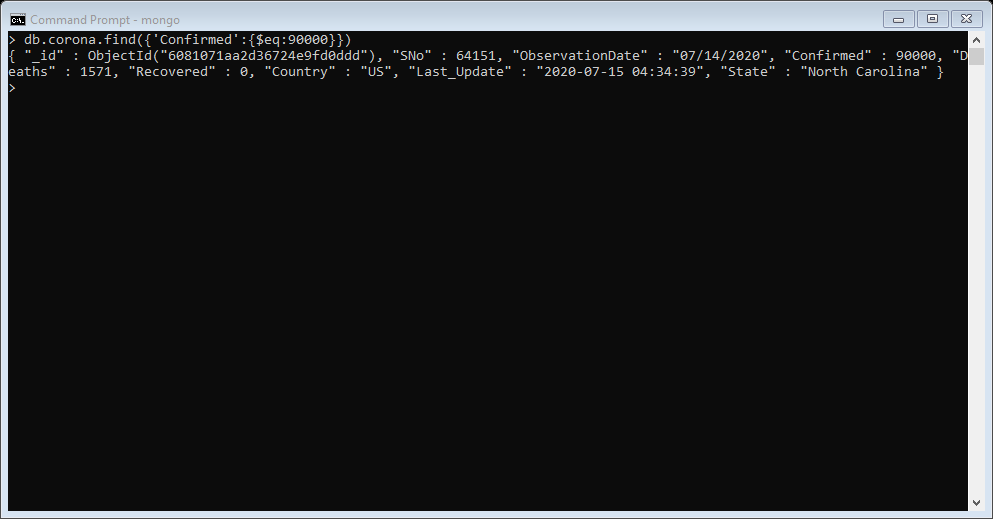 Command Prompt - mongo
> db.corona.find({'Confirmed':{$eq:90000}})
{ "_id" : ObjectId("6081071aa2d36724e9fd0ddd"), "SNo" : 64151, "ObservationDate" : "07/14/2020", "Confirmed" : 90000, "D
eaths" : 1571, "Recovered" : 0, "Country" : "US", "Last_Update" : "2020-07-15 04:34:39", "State" : "North Carolina" }
>